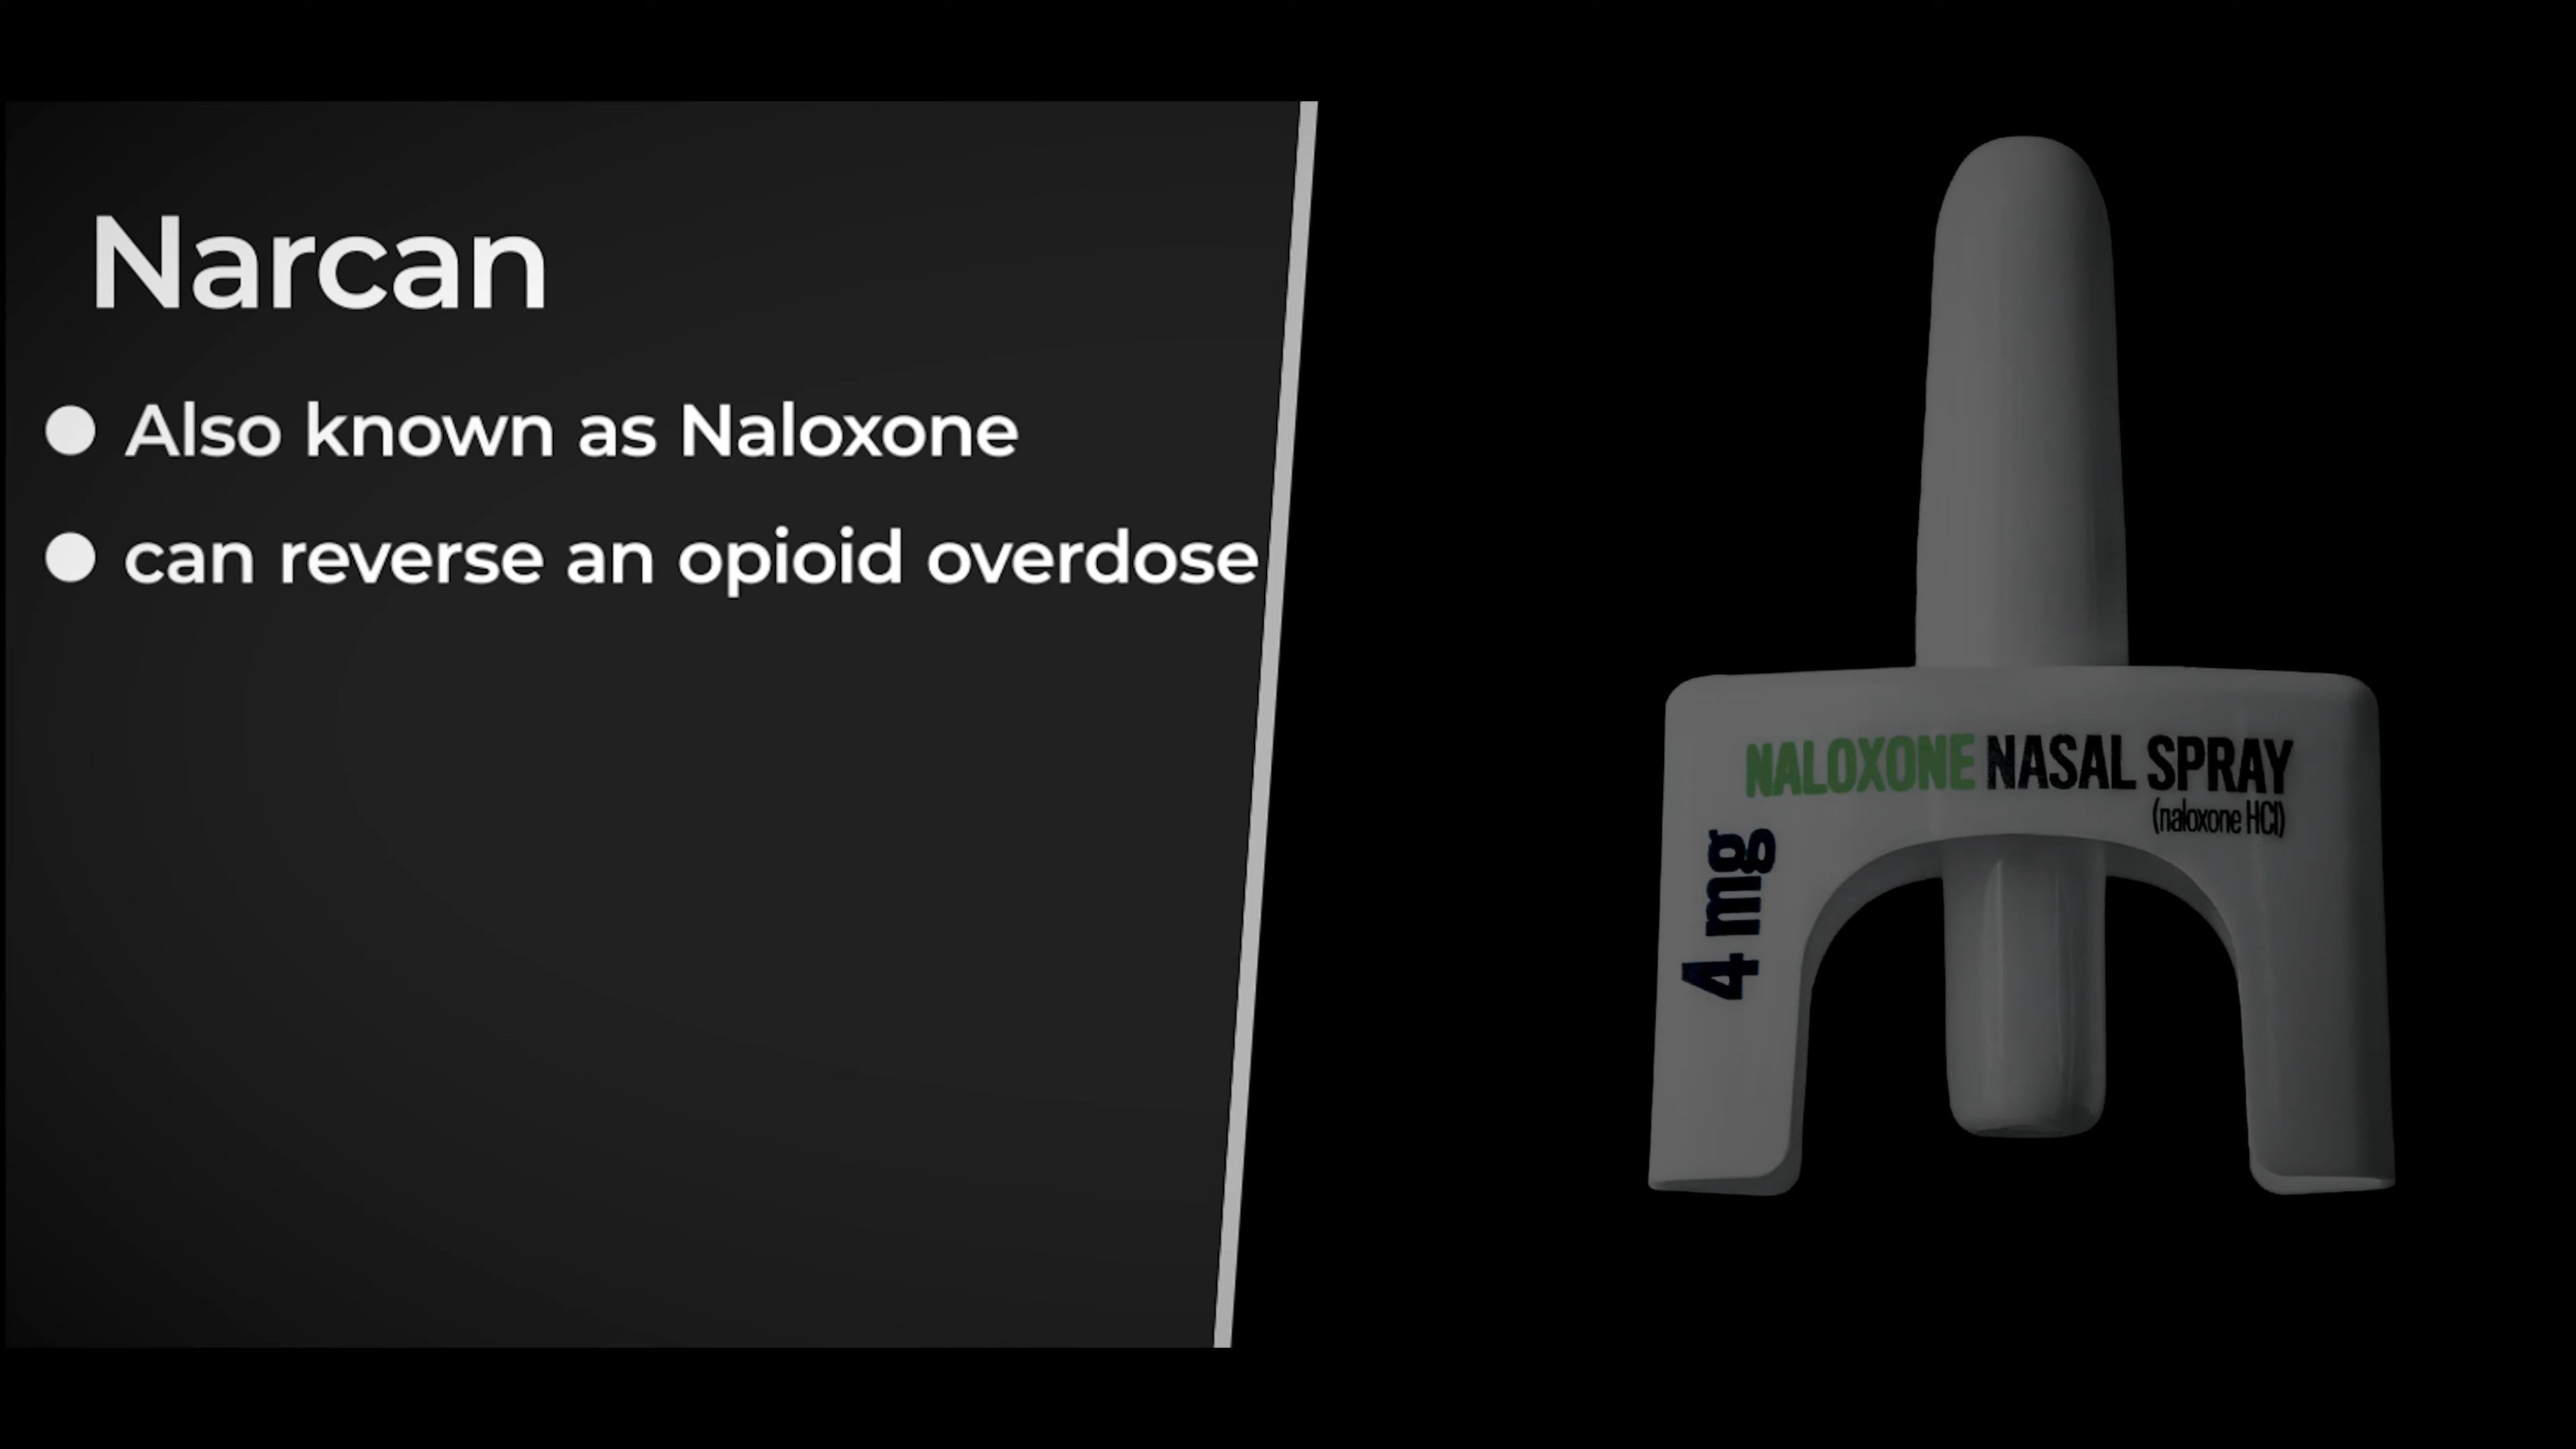 Narcan
Also known as Naloxone
can reverse an opioid overdose
NALOXONE NASAL SPRAY
(naloxone HCl)
4 mg